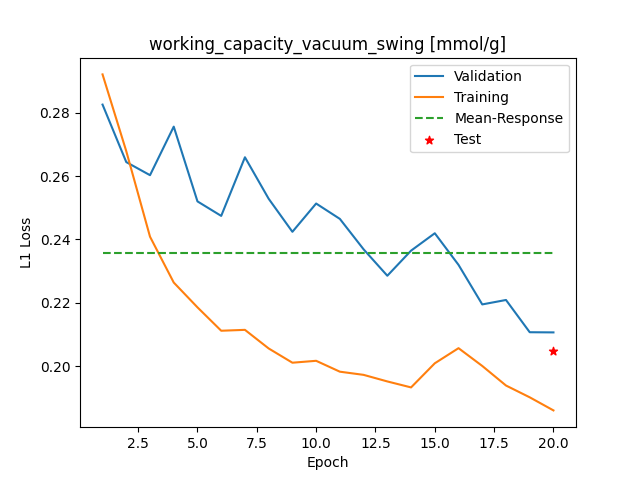 working_capacity_vacuum_swing [mmol/g]
Validation
Training
Mean-Response
Test
L1 Loss
0.28
0.26
0.24
0.22
0.20
2.5 5.0 7.5 10.0 12.5 15.0 17.5 20.0
Epoch